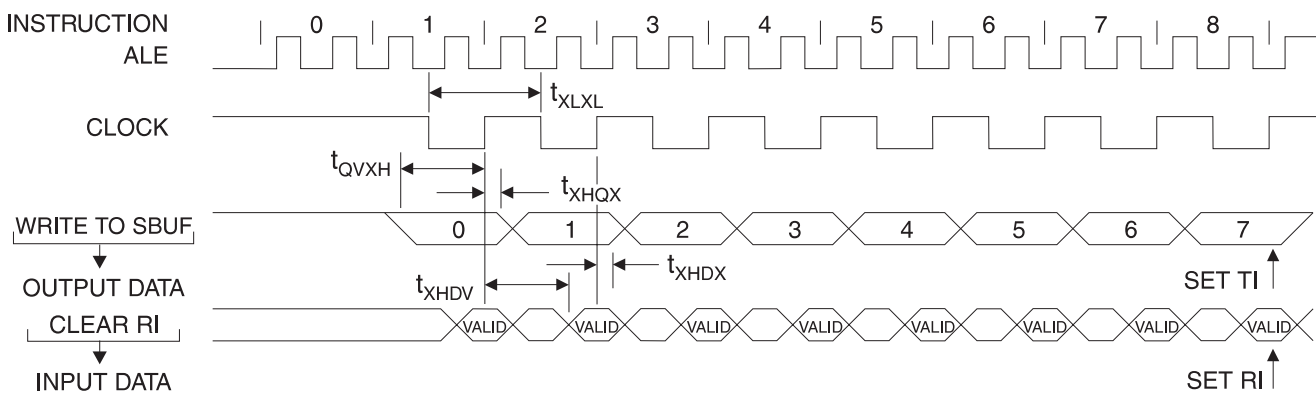 INSTRUCTION 0 1 2 3 4 5 6 7 8
ALE
tXLXL
CLOCK
tQVXH
tXHQX
WRITE TO SBUF 0 1 2 3 4 5 6 7
tXHDX
tXHDV
OUTPUT DATA
SET TI
CLEAR RI VALID VALID VALID VALID VALID VALID VALID VALID
INPUT DATA
SET RI